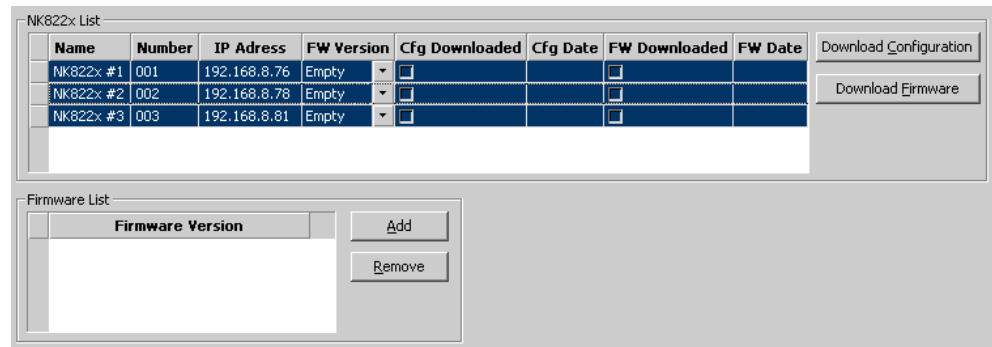 NK822x List
Name Number IP Adress FW Version Cfg Downloaded Cfg Date FW Downloaded FW Date
NK822x #1 001 192.168.8.76 Empty
NK822x #2 002 192.168.8.78 Empty
NK822x #3 003 192.168.8.81 Empty
Download Configuration
Download Firmware
Firmware List
Firmware Version
Add
Remove